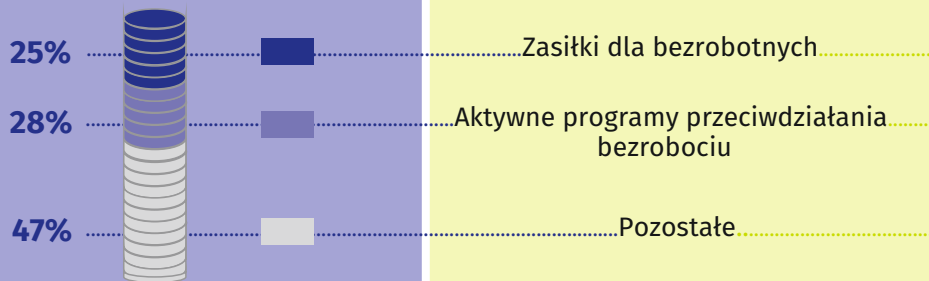 25% Zasiłki dla bezrobotnych
28% Aktywne programy przeciwdziałania
bezrobociu
47% Pozostałe